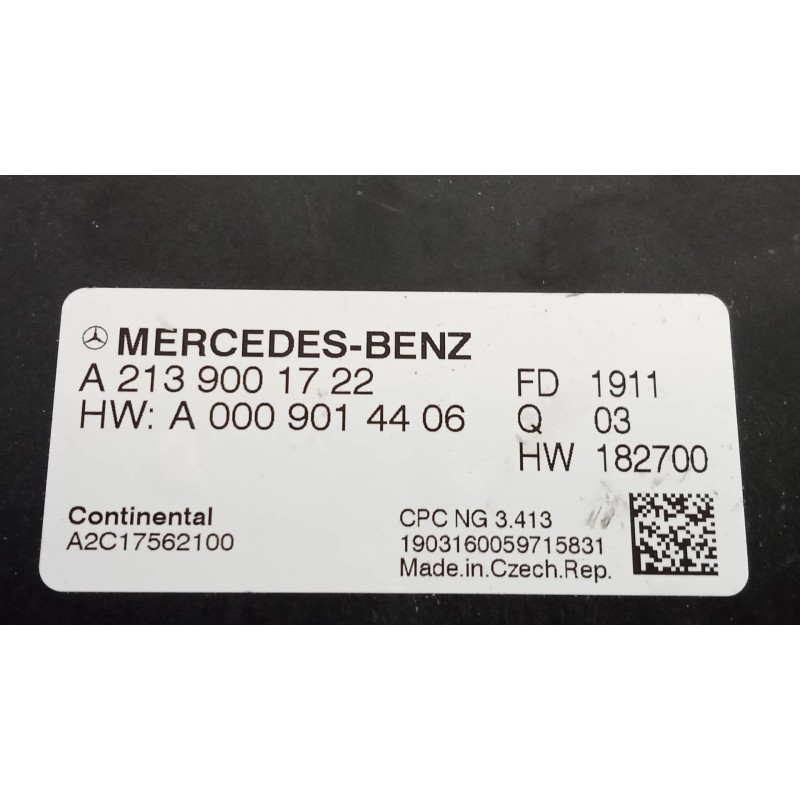 MERCEDES-BENZ
A 213 900 17 22
HW: A 000 901 44 06
FD 1911
Q 03
HW 182700
Continental
A2C17562100
CPC NG 3.413
1903160059715831
Made.in.Czech.Rep.